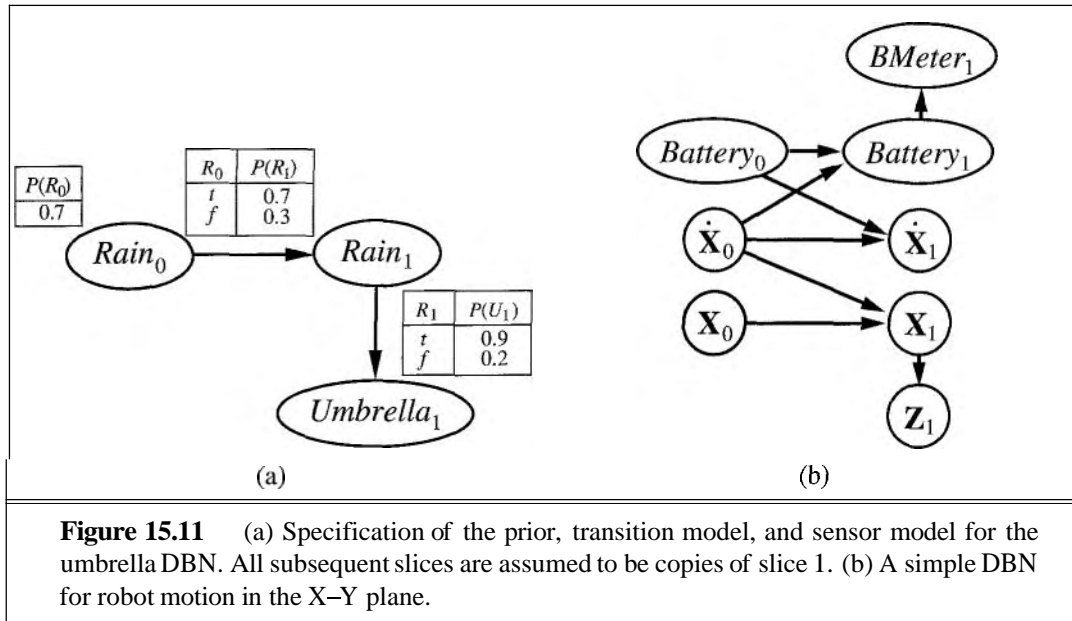 BMeter₁
Battery₀
Battery₁
Ẋ₀
Ẋ₁
X₀
X₁
Z₁
(b)
P(R₀)
0.7
R₀ P(R₁)
t 0.7
f 0.3
Rain₀
Rain₁
R₁ P(U₁)
t 0.9
f 0.2
Umbrella₁
(a)
Figure 15.11 (a) Specification of the prior, transition model, and sensor model for the
umbrella DBN. All subsequent slices are assumed to be copies of slice 1. (b) A simple DBN
for robot motion in the X–Y plane.